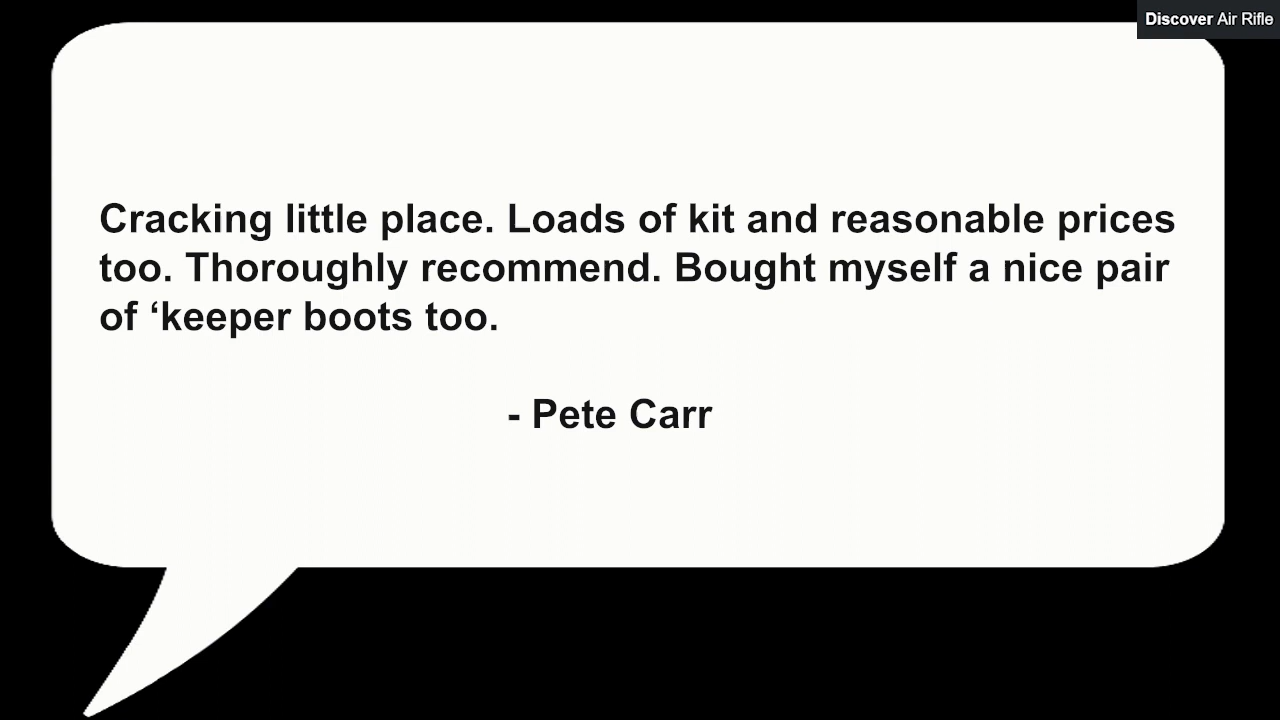 Discover Air Rifle
Cracking little place. Loads of kit and reasonable prices
too. Thoroughly recommend. Bought myself a nice pair
of ‘keeper boots too.
- Pete Carr